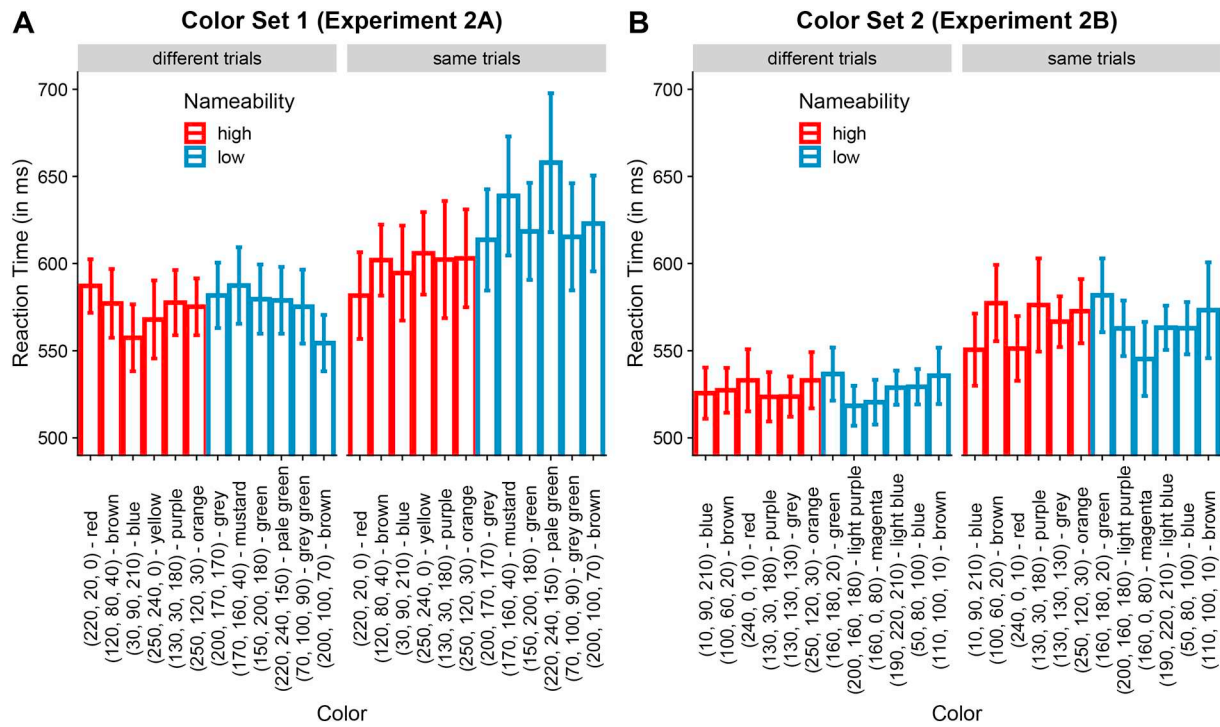 A
Color Set 1 (Experiment 2A)
different trials
same trials
Nameability
high
low
Reaction Time (in ms)
700
650
600
550
500
(220, 20, 0) - red
(120, 80, 40) - brown
(30, 90, 210) - blue
(250, 240, 0) - yellow
(130, 30, 180) - purple
(250, 120, 30) - orange
(200, 170, 170) - grey
(170, 160, 40) - mustard
(150, 200, 180) - green
(220, 240, 150) - pale green
(70, 100, 90) - grey green
(200, 100, 70) - brown
(220, 20, 0) - red
(120, 80, 40) - brown
(30, 90, 210) - blue
(250, 240, 0) - yellow
(130, 30, 180) - purple
(250, 120, 30) - orange
(200, 170, 170) - grey
(170, 160, 40) - mustard
(150, 200, 180) - green
(220, 240, 150) - pale green
(70, 100, 90) - grey green
(200, 100, 70) - brown
Color
B
Color Set 2 (Experiment 2B)
different trials
same trials
Nameability
high
low
Reaction Time (in ms)
700
650
600
550
500
(10, 90, 210) - blue
(100, 60, 20) - brown
(240, 0, 10) - red
(130, 30, 180) - purple
(130, 130, 130) - grey
(250, 120, 30) - orange
(160, 180, 20) - green
(200, 160, 180) - light purple
(160, 0, 80) - magenta
(190, 220, 210) - light blue
(50, 80, 100) - blue
(110, 100, 10) - brown
(10, 90, 210) - blue
(100, 60, 20) - brown
(240, 0, 10) - red
(130, 30, 180) - purple
(130, 130, 130) - grey
(250, 120, 30) - orange
(160, 180, 20) - green
(200, 160, 180) - light purple
(160, 0, 80) - magenta
(190, 220, 210) - light blue
(50, 80, 100) - blue
(110, 100, 10) - brown
Color